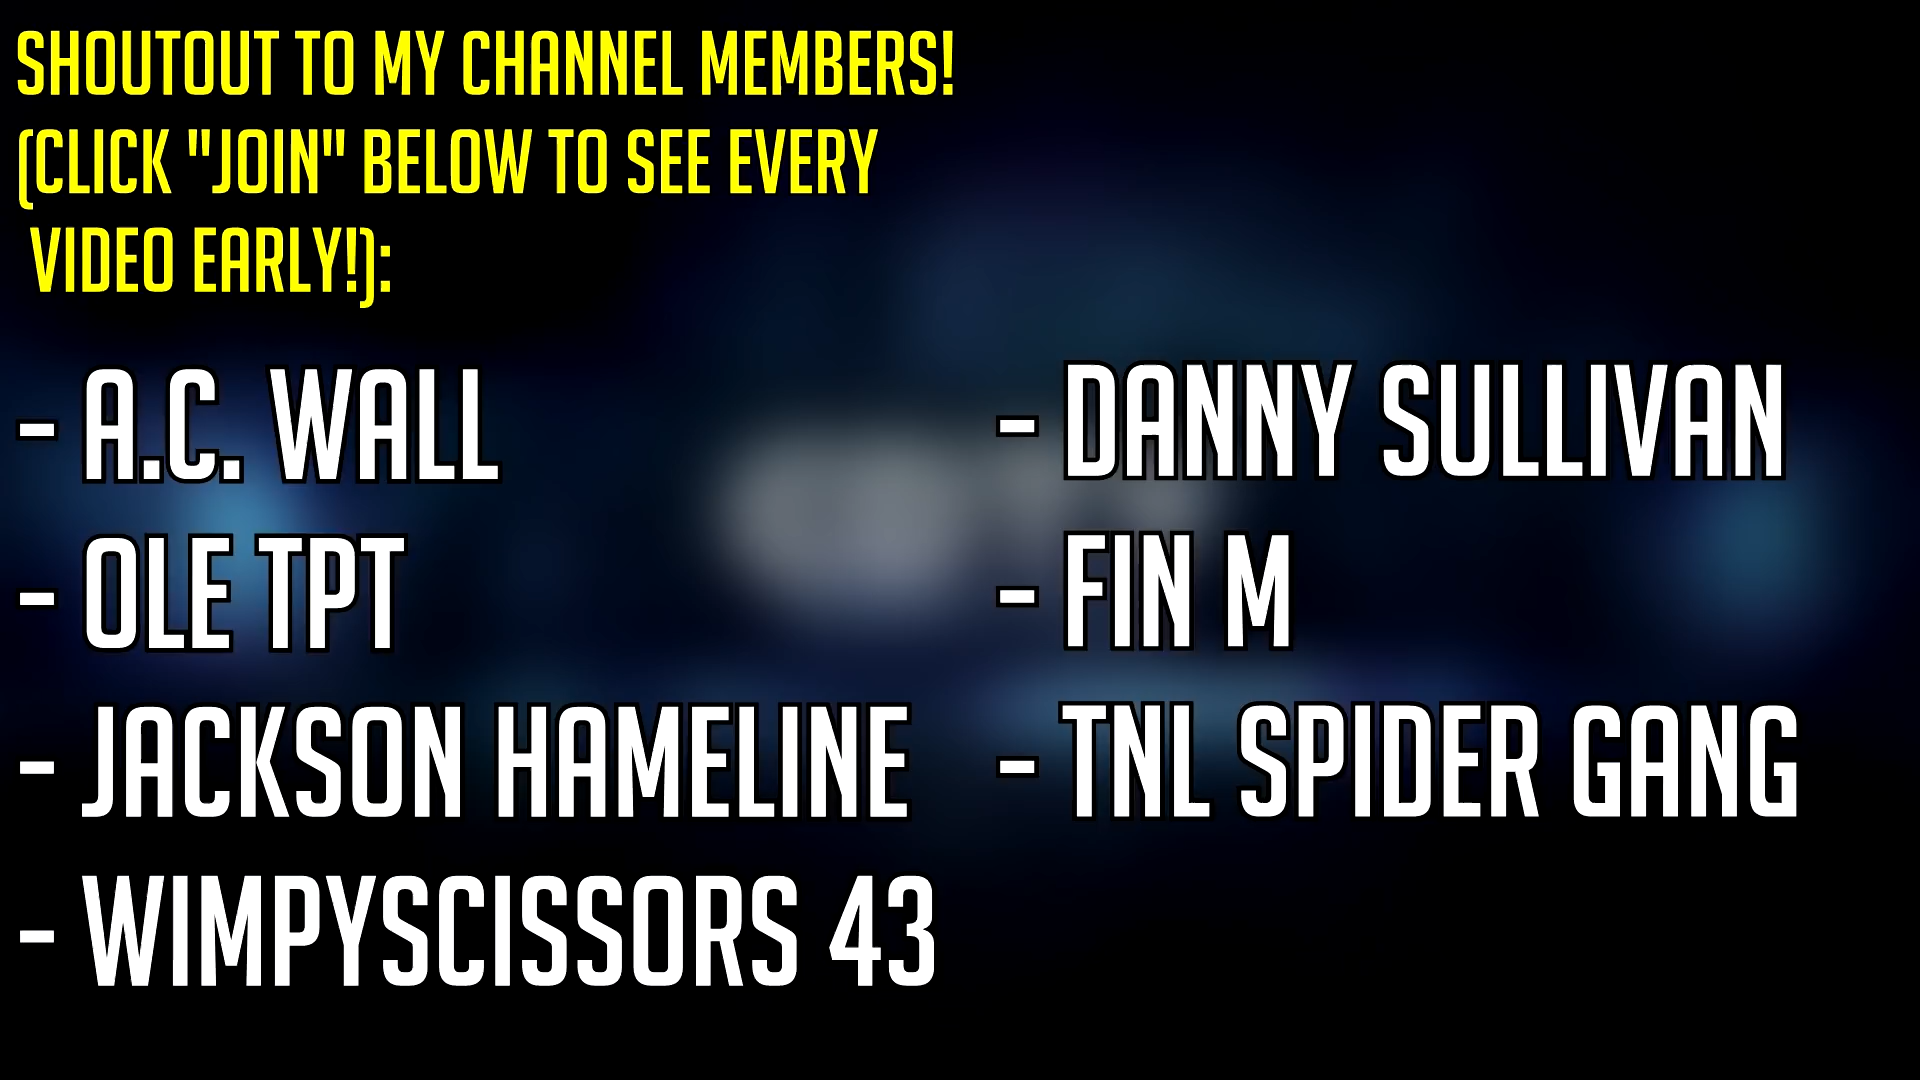 SHOUTOUT TO MY CHANNEL MEMBERS!
(CLICK "JOIN" BELOW TO SEE EVERY
VIDEO EARLY!):
- A.C. WALL
- OLE TPT
- JACKSON HAMELINE
- WIMPYSCISSORS 43
- DANNY SULLIVAN
- FIN M
- TNL SPIDER GANG